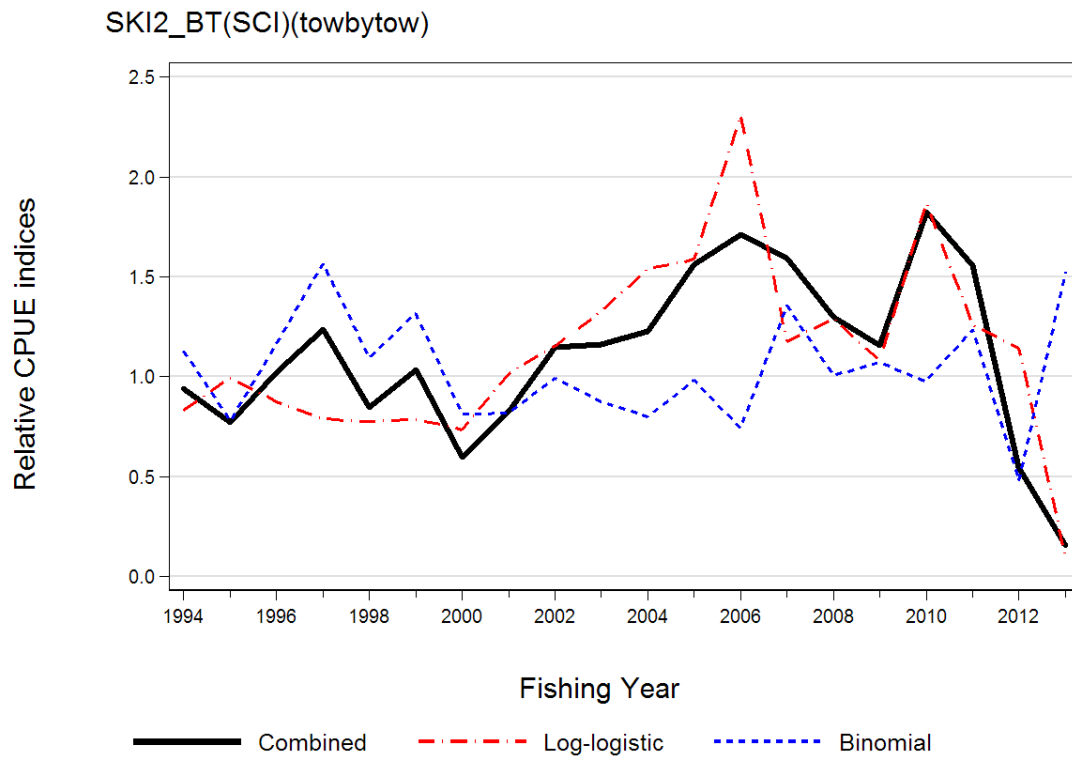 SKI2_BT(SCI)(towbytow)
2.5
2.0
1.5
1.0
0.5
0.0
Relative CPUE indices
1994 1996 1998 2000 2002 2004 2006 2008 2010 2012
Fishing Year
Combined Log-logistic Binomial